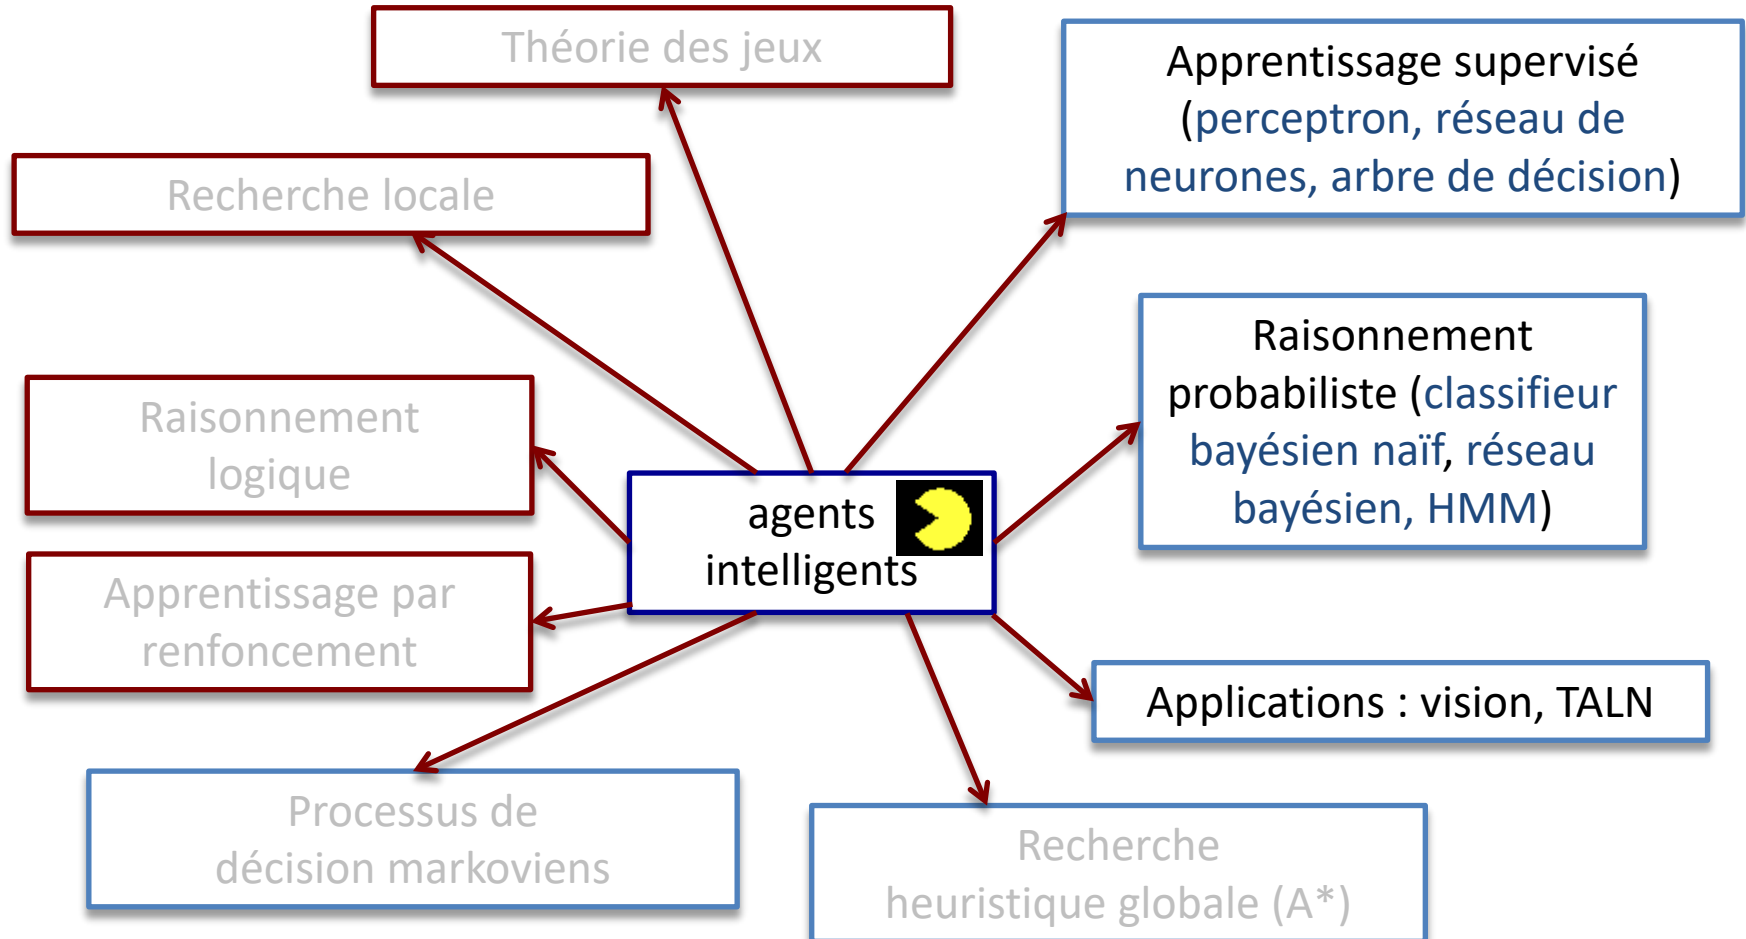 Théorie des jeux
Apprentissage supervisé
(perceptron, réseau de
neurones, arbre de décision)
Recherche locale
Raisonnement
probabiliste (classifieur
bayésien naïf, réseau
bayésien, HMM)
Raisonnement
logique
agents
intelligents
Apprentissage par
renfoncement
Applications : vision, TALN
Processus de
décision markoviens
Recherche
heuristique globale (A*)